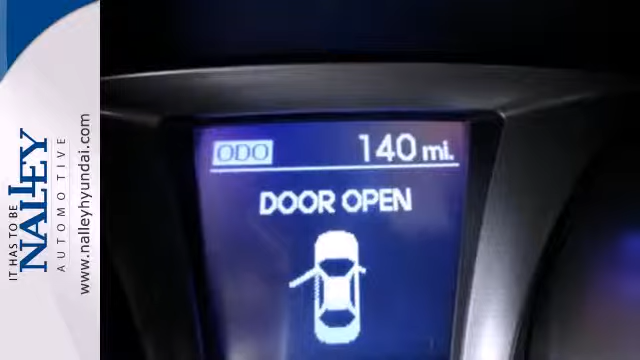 IT HAS TO BE
NALLEY
AUTOMOTIVE
www.nalleyhyundai.com
ODO 140 mi.
DOOR OPEN